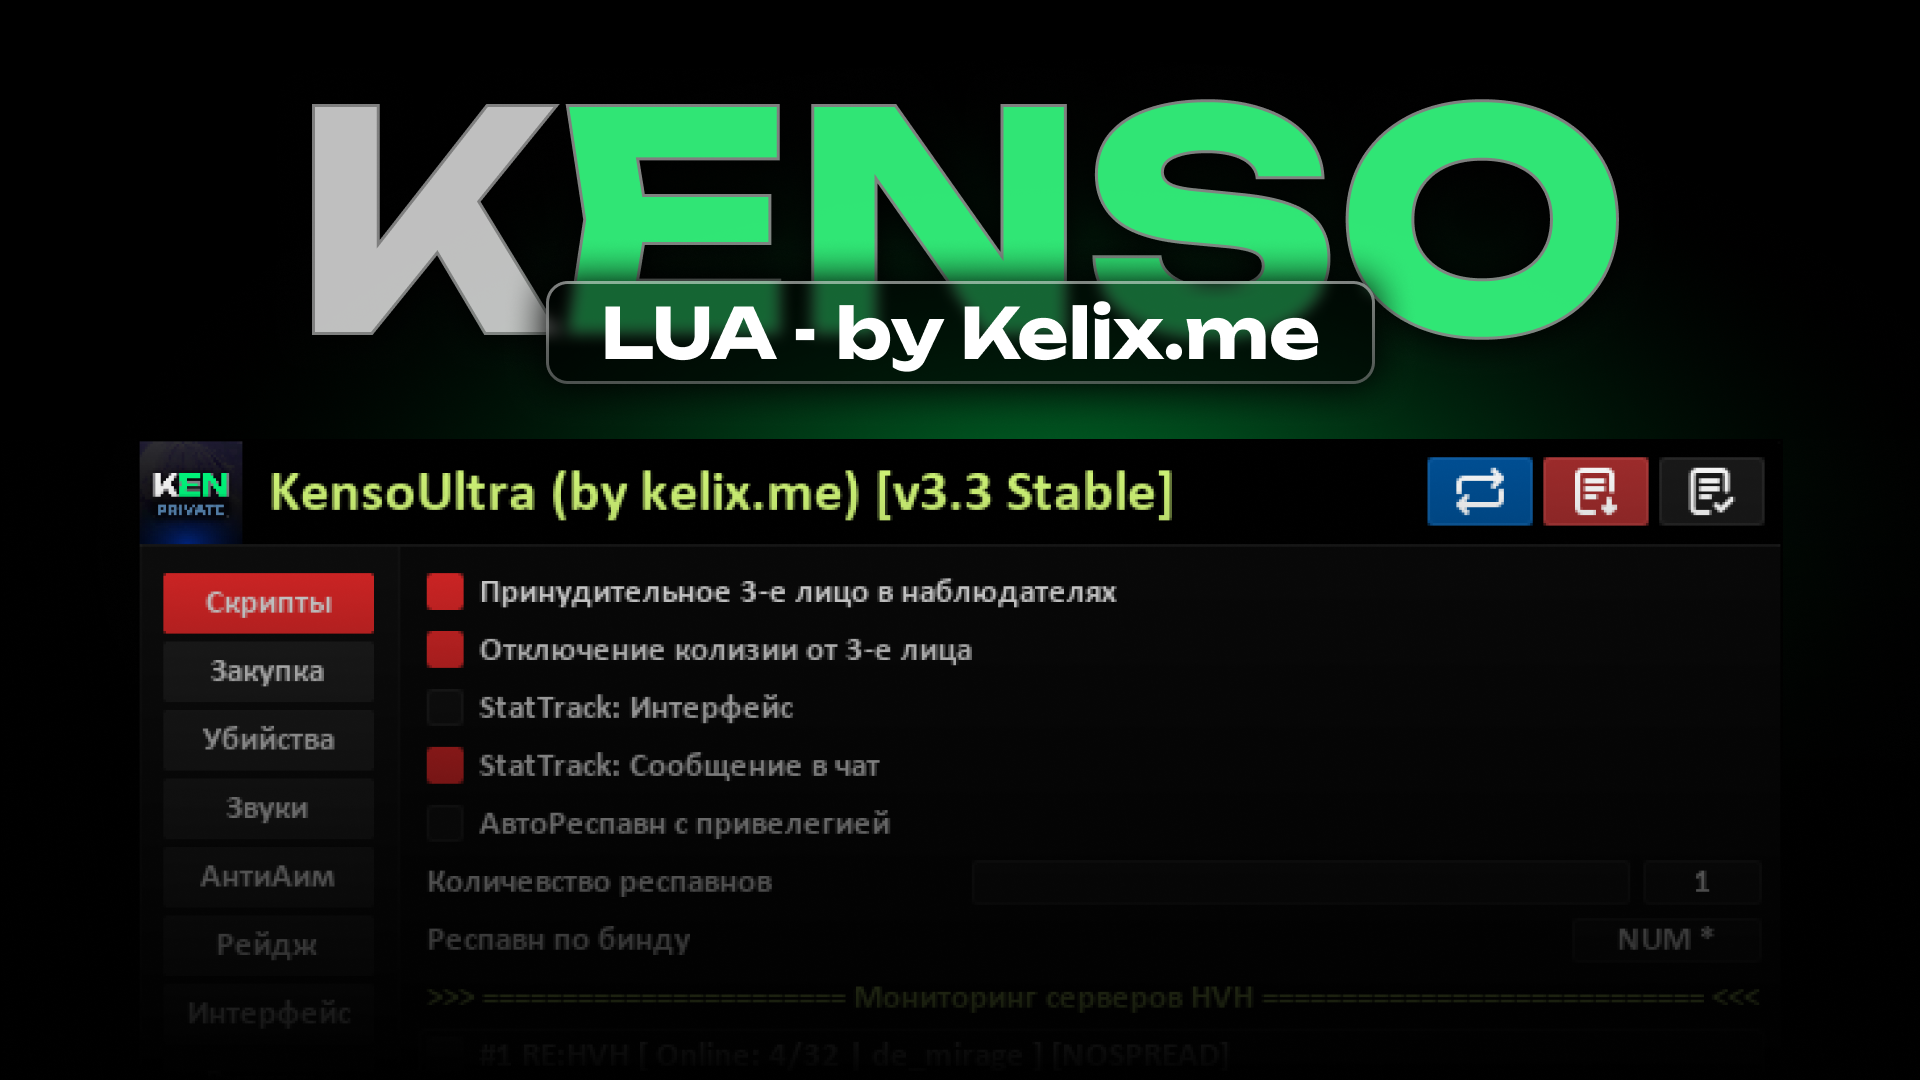 KENSO
LUA - by Kelix.me
KEN
PRIVATE
KensoUltra (by kelix.me) [v3.3 Stable]
Скрипты
Закупка
Убийства
Звуки
АнтиАим
Рейдж
Интерфейс
Принудительное 3-е лицо в наблюдателях
Отключение колизии от 3-е лица
StatTrack: Интерфейс
StatTrack: Сообщение в чат
АвтоРеспавн с привелегией
Количевство респавнов 1
Респавн по бинду NUM *
>>> ======================= Мониторинг серверов HVH ============================ <<<
#1 RE:HVH [ Online: 4/32 | de_mirage ] [NOSPREAD]